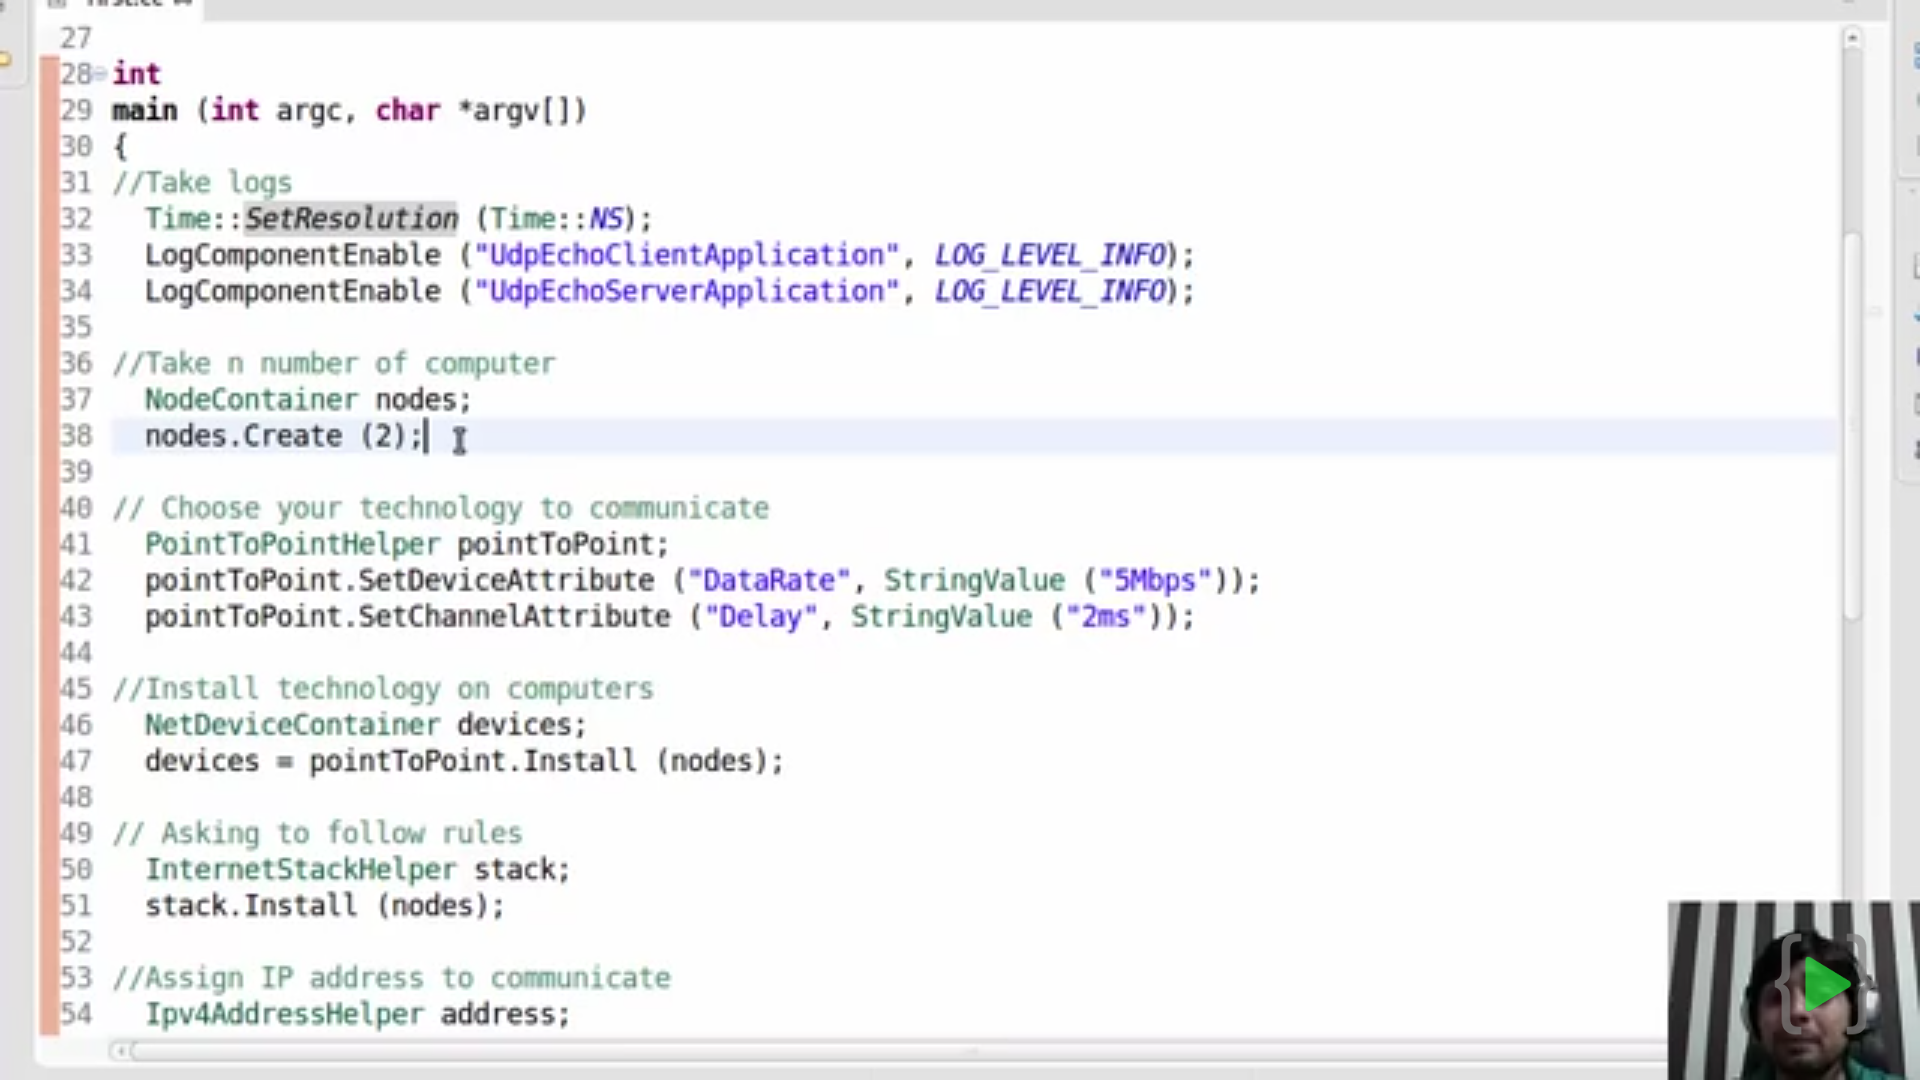 27
28 int
29 main (int argc, char *argv[])
30 {
31 //Take logs
32 Time::SetResolution (Time::NS);
33 LogComponentEnable ("UdpEchoClientApplication", LOG_LEVEL_INFO);
34 LogComponentEnable ("UdpEchoServerApplication", LOG_LEVEL_INFO);
35
36 //Take n number of computer
37 NodeContainer nodes;
38 nodes.Create (2);
39
40 // Choose your technology to communicate
41 PointToPointHelper pointToPoint;
42 pointToPoint.SetDeviceAttribute ("DataRate", StringValue ("5Mbps"));
43 pointToPoint.SetChannelAttribute ("Delay", StringValue ("2ms"));
44
45 //Install technology on computers
46 NetDeviceContainer devices;
47 devices = pointToPoint.Install (nodes);
48
49 // Asking to follow rules
50 InternetStackHelper stack;
51 stack.Install (nodes);
52
53 //Assign IP address to communicate
54 Ipv4AddressHelper address;